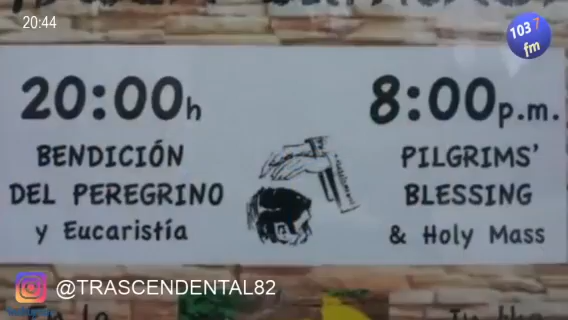 20:44
103.7
fm
20:00h
BENDICIÓN
DEL PEREGRINO
y Eucaristía
8:00p.m.
PILGRIMS'
BLESSING
& Holy Mass
@TRASCENDENTAL82